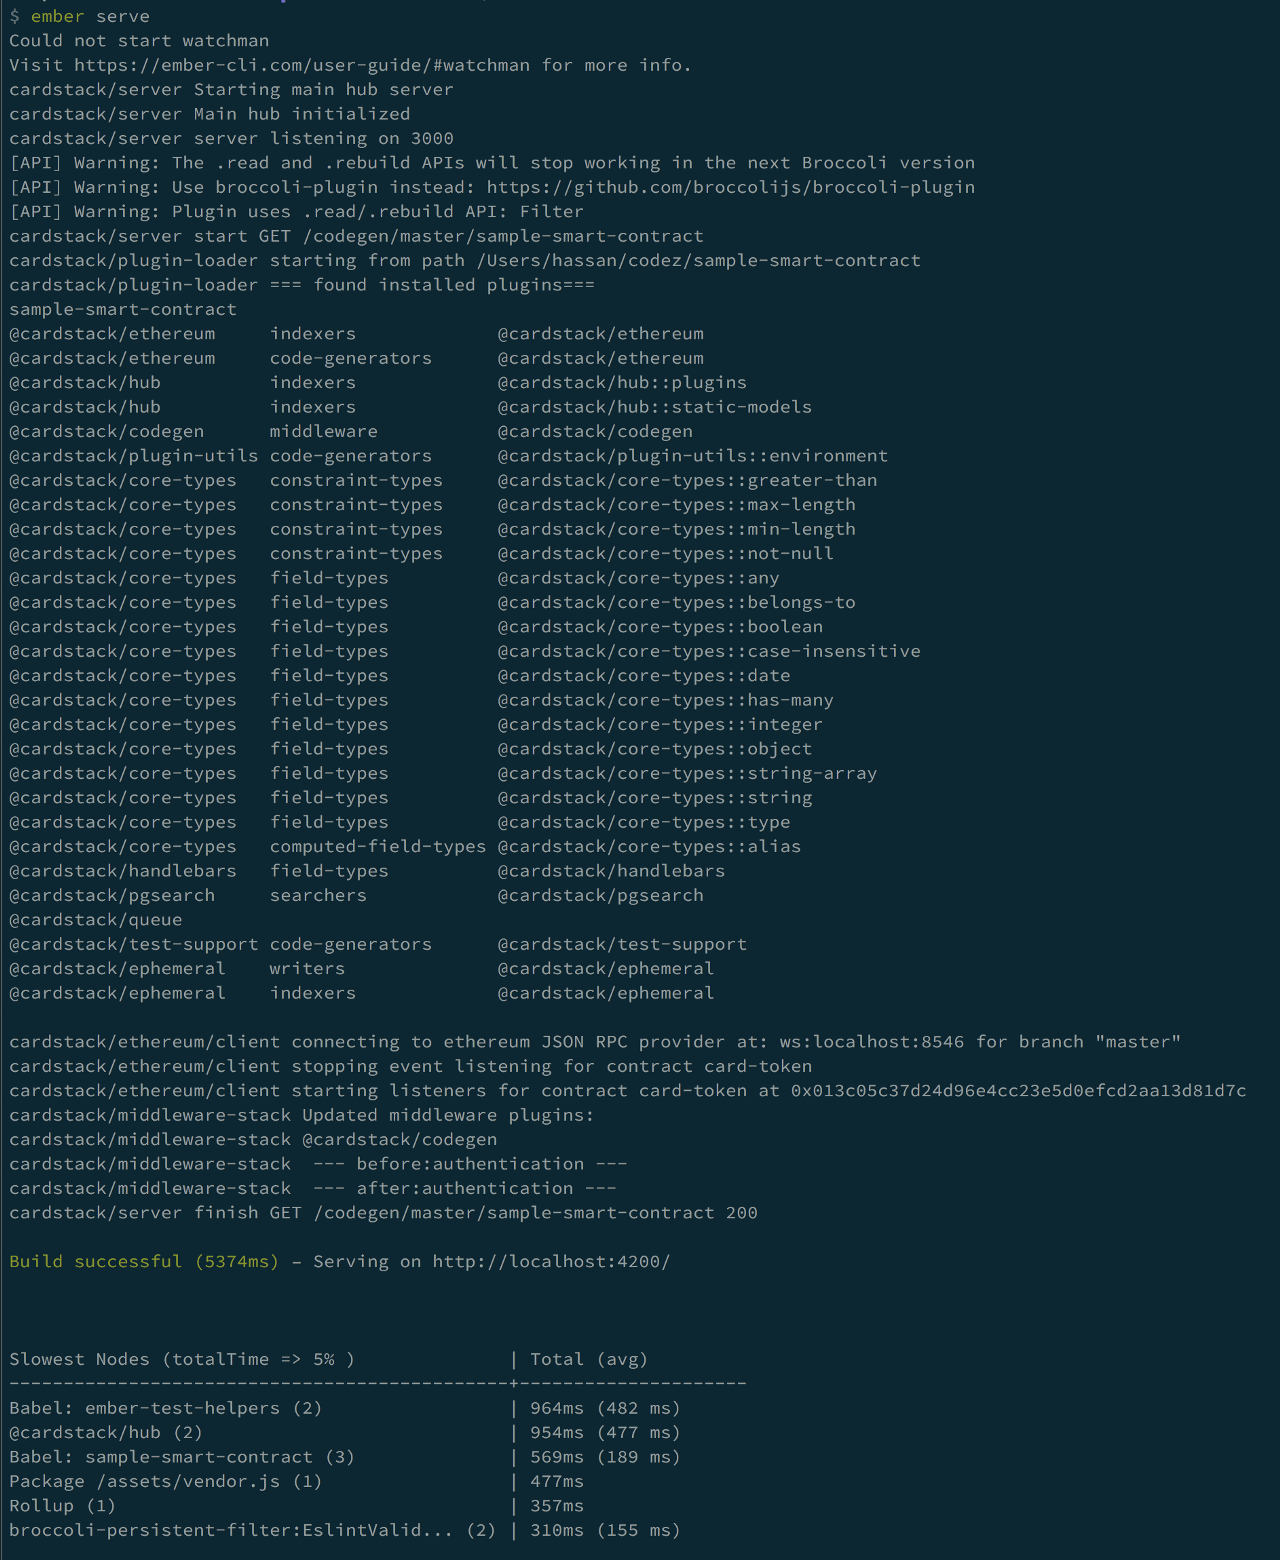 $ ember serve
Could not start watchman
Visit https://ember-cli.com/user-guide/#watchman for more info.
cardstack/server Starting main hub server
cardstack/server Main hub initialized
cardstack/server server listening on 3000
[API] Warning: The .read and .rebuild APIs will stop working in the next Broccoli version
[API] Warning: Use broccoli-plugin instead: https://github.com/broccolijs/broccoli-plugin
[API] Warning: Plugin uses .read/.rebuild API: Filter
cardstack/server start GET /codegen/master/sample-smart-contract
cardstack/plugin-loader starting from path /Users/hassan/codez/sample-smart-contract
cardstack/plugin-loader === found installed plugins===
sample-smart-contract
@cardstack/ethereum     indexers             @cardstack/ethereum
@cardstack/ethereum     code-generators      @cardstack/ethereum
@cardstack/hub          indexers             @cardstack/hub::plugins
@cardstack/hub          indexers             @cardstack/hub::static-models
@cardstack/codegen      middleware           @cardstack/codegen
@cardstack/plugin-utils code-generators      @cardstack/plugin-utils::environment
@cardstack/core-types   constraint-types     @cardstack/core-types::greater-than
@cardstack/core-types   constraint-types     @cardstack/core-types::max-length
@cardstack/core-types   constraint-types     @cardstack/core-types::min-length
@cardstack/core-types   constraint-types     @cardstack/core-types::not-null
@cardstack/core-types   field-types          @cardstack/core-types::any
@cardstack/core-types   field-types          @cardstack/core-types::belongs-to
@cardstack/core-types   field-types          @cardstack/core-types::boolean
@cardstack/core-types   field-types          @cardstack/core-types::case-insensitive
@cardstack/core-types   field-types          @cardstack/core-types::date
@cardstack/core-types   field-types          @cardstack/core-types::has-many
@cardstack/core-types   field-types          @cardstack/core-types::integer
@cardstack/core-types   field-types          @cardstack/core-types::object
@cardstack/core-types   field-types          @cardstack/core-types::string-array
@cardstack/core-types   field-types          @cardstack/core-types::string
@cardstack/core-types   field-types          @cardstack/core-types::type
@cardstack/core-types   computed-field-types @cardstack/core-types::alias
@cardstack/handlebars   field-types          @cardstack/handlebars
@cardstack/pgsearch     searchers            @cardstack/pgsearch
@cardstack/queue
@cardstack/test-support code-generators      @cardstack/test-support
@cardstack/ephemeral    writers              @cardstack/ephemeral
@cardstack/ephemeral    indexers             @cardstack/ephemeral
cardstack/ethereum/client connecting to ethereum JSON RPC provider at: ws:localhost:8546 for branch "master"
cardstack/ethereum/client stopping event listening for contract card-token
cardstack/ethereum/client starting listeners for contract card-token at 0x013c05c37d24d96e4cc23e5d0efcd2aa13d81d7c
cardstack/middleware-stack Updated middleware plugins:
cardstack/middleware-stack @cardstack/codegen
cardstack/middleware-stack  --- before:authentication ---
cardstack/middleware-stack  --- after:authentication ---
cardstack/server finish GET /codegen/master/sample-smart-contract 200
Build successful (5374ms) – Serving on http://localhost:4200/
Slowest Nodes (totalTime => 5% )              | Total (avg)
----------------------------------------------+---------------------
Babel: ember-test-helpers (2)                 | 964ms (482 ms)
@cardstack/hub (2)                            | 954ms (477 ms)
Babel: sample-smart-contract (3)              | 569ms (189 ms)
Package /assets/vendor.js (1)                 | 477ms
Rollup (1)                                    | 357ms
broccoli-persistent-filter:EslintValid... (2) | 310ms (155 ms)